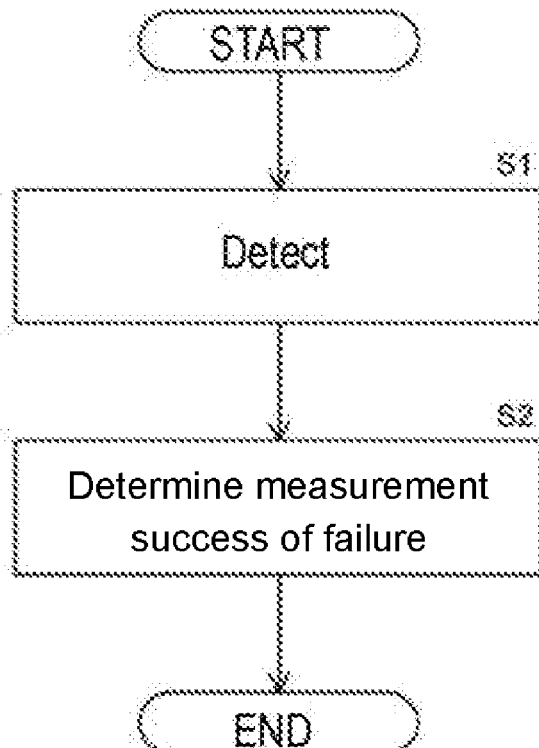 START
S1
Detect
S2
Determine measurement
success of failure
END